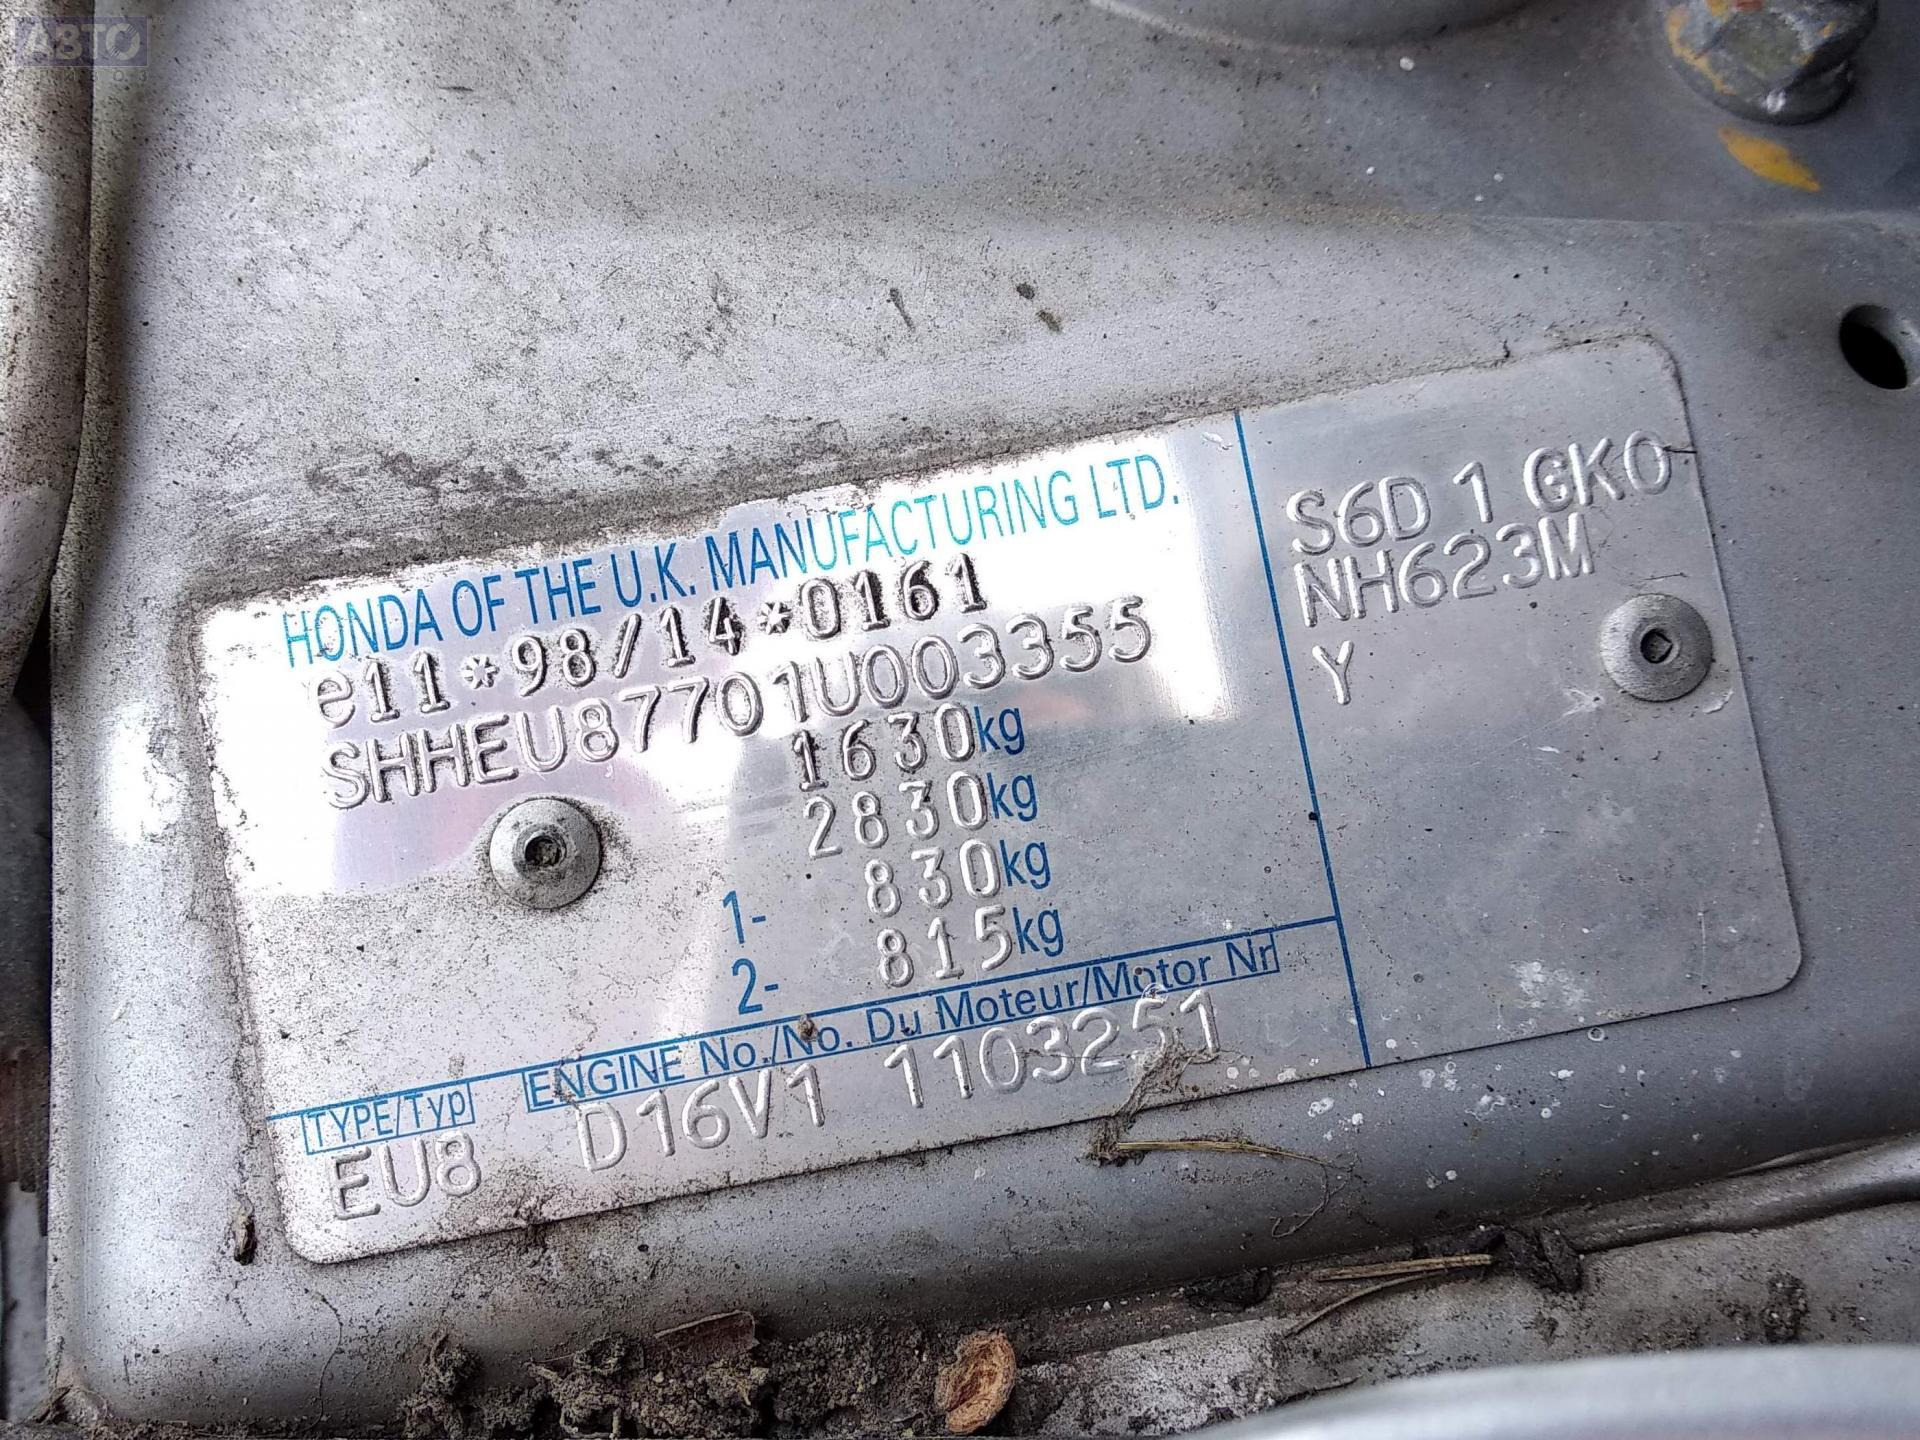 АВТО
HONDA OF THE U.K. MANUFACTURING LTD.
e11*98/14*0161
SHHEU87701U003355
1630kg
2830kg
1- 830kg
2- 815kg
TYPE/Typ ENGINE No./No. Du Moteur/Motor Nr
EU8 D16V1 1103251
S6D 1 GK0
NH623M
Y